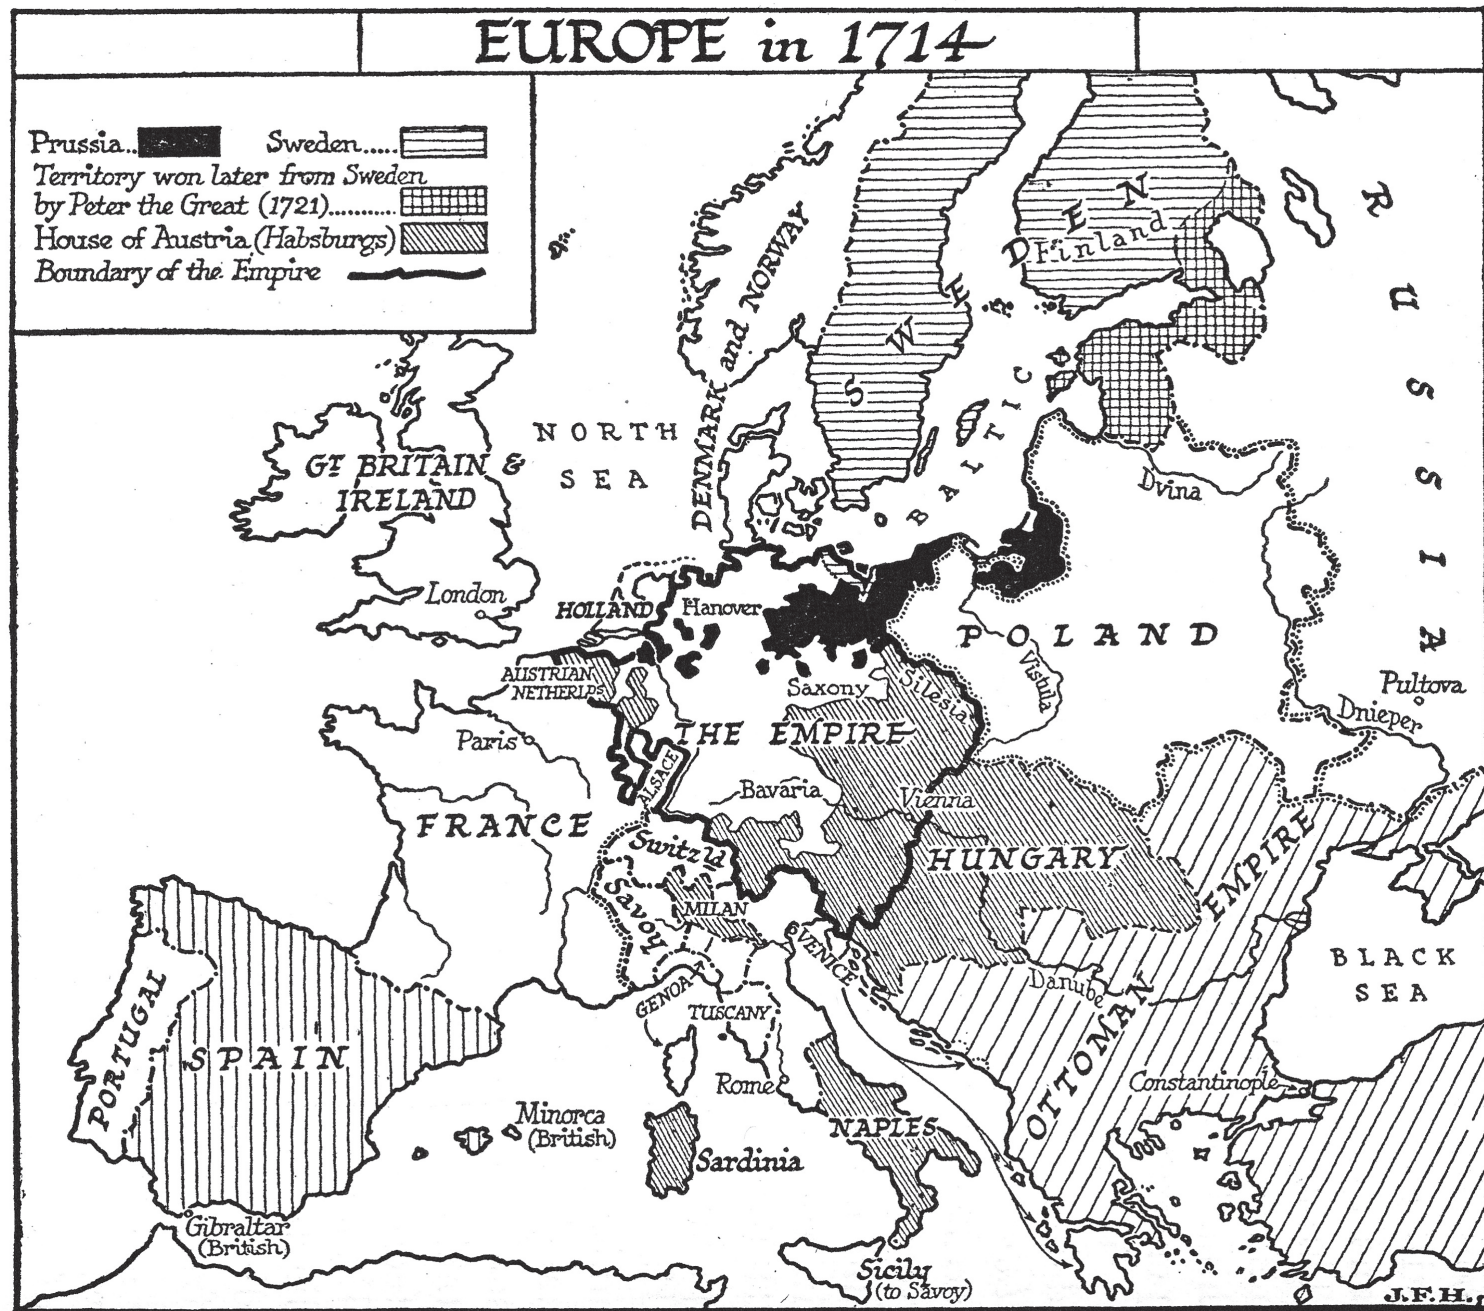 EUROPE in 1714
Prussia..
Sweden.....
Territory won later from Sweden
by Peter the Great (1721)...........
House of Austria (Habsburgs)
Boundary of the Empire
RUSSIA
SWEDEN
Finland
DENMARK and NORWAY
NORTH
SEA
BALTIC
GT BRITAIN &
IRELAND
Dvina
London
HOLLAND
Hanover
POLAND
Vistula
AUSTRIAN
NETHERLDS
Saxony
Silesia
Pultova
Dnieper
Paris
THE EMPIRE
ALSACE
Bavaria
Vienna
FRANCE
Switzld
HUNGARY
Savoy
MILAN
VENICE
OTTOMAN EMPIRE
BLACK
SEA
Danube
PORTUGAL
SPAIN
GENOA
TUSCANY
Rome
Constantinople
Minorca
(British)
NAPLES
Sardinia
Gibraltar
(British)
Sicily
(to Savoy)
J.F.H.